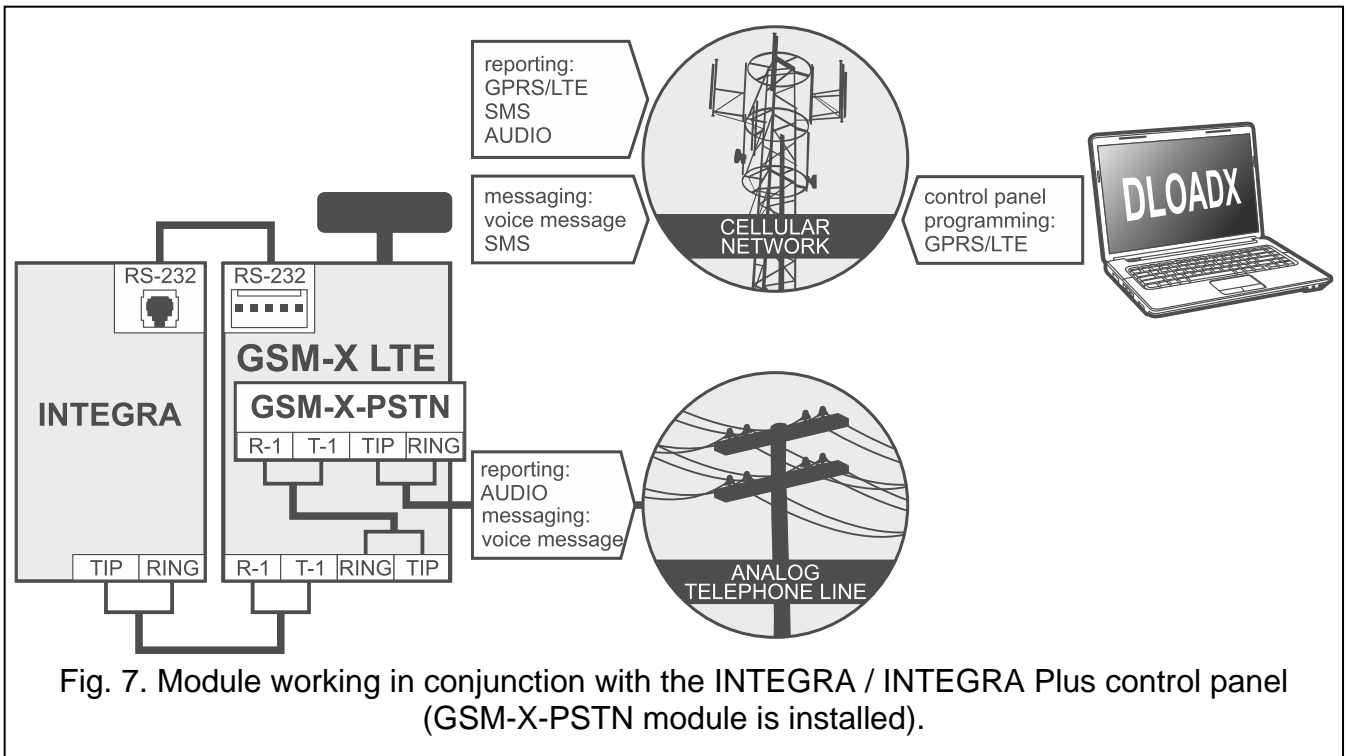 reporting:
GPRS/LTE
SMS
AUDIO
messaging:
voice message
SMS
CELLULAR
NETWORK
control panel
programming:
GPRS/LTE
DLOADX
RS-232
RS-232
INTEGRA
GSM-X LTE
GSM-X-PSTN
R-1 T-1 TIP RING
reporting:
AUDIO
messaging:
voice message
ANALOG
TELEPHONE LINE
TIP RING
R-1 T-1 RING TIP
Fig. 7. Module working in conjunction with the INTEGRA / INTEGRA Plus control panel
(GSM-X-PSTN module is installed).